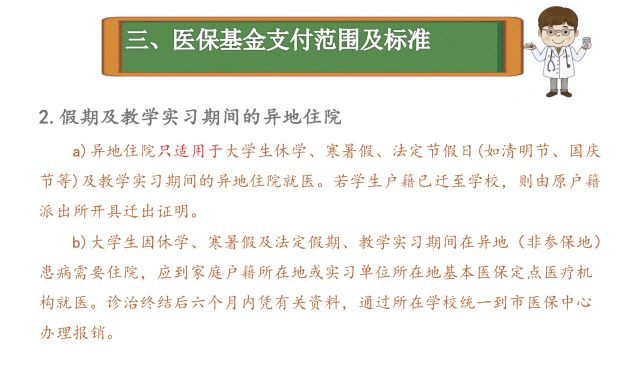 三、医保基金支付范围及标准
2.假期及教学实习期间的异地住院
a)异地住院只适用于大学生休学、寒暑假、法定节假日(如清明节、国庆
节等)及教学实习期间的异地住院就医。若学生户籍已迁至学校，则由原户籍
派出所开具迁出证明。
b)大学生因休学、寒暑假及法定假期、教学实习期间在异地（非参保地）
患病需要住院，应到家庭户籍所在地或实习单位所在地基本医保定点医疗机
构就医。诊治终结后六个月内凭有关资料，通过所在学校统一到市医保中心
办理报销。